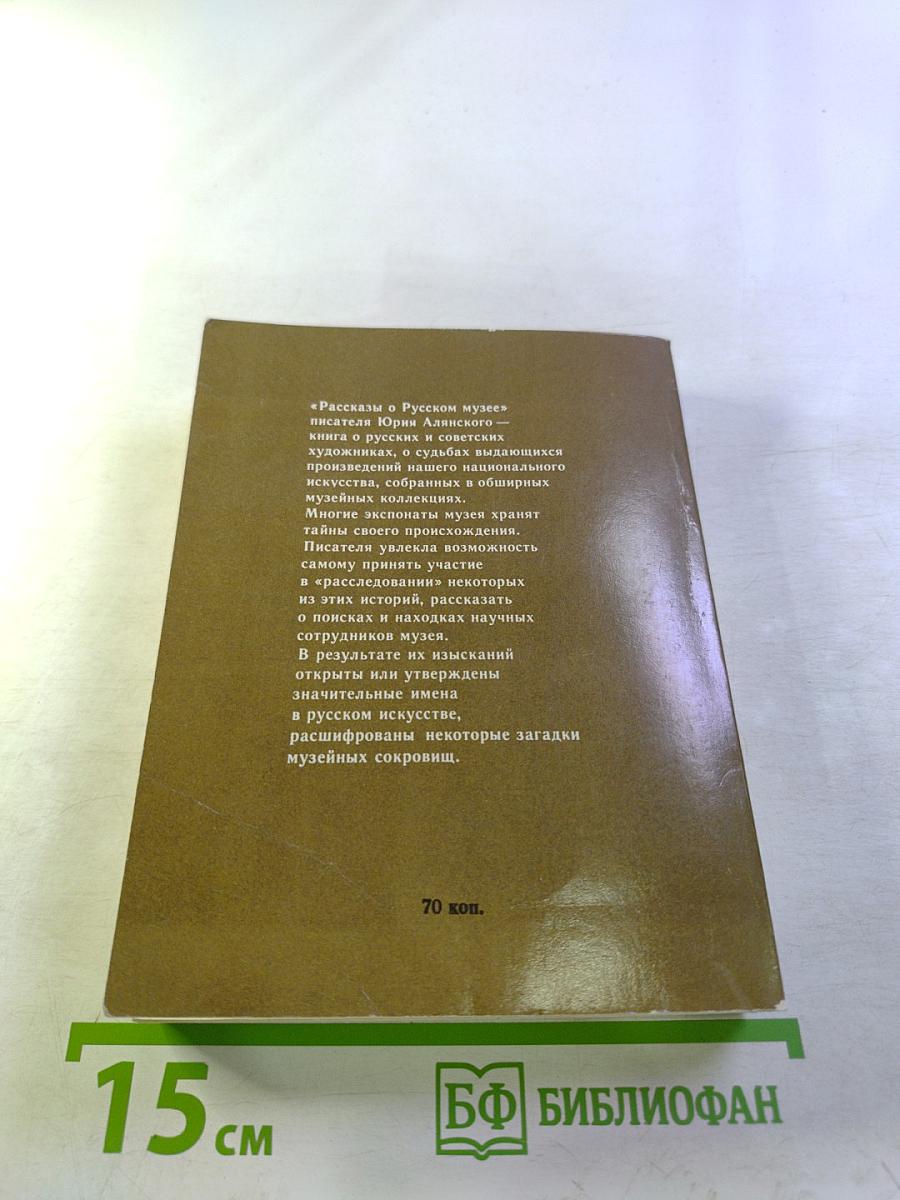 «Рассказы о Русском музее»
писателя Юрия Алянского —
книга о русских и советских
художниках, о судьбах выдающихся
произведений нашего национального
искусства, собранных в обширных
музейных коллекциях.
Многие экспонаты музея хранят
тайны своего происхождения.
Писателя увлекла возможность
самому принять участие
в «расследовании» некоторых
из этих историй, рассказать
о поисках и находках научных
сотрудников музея.
В результате их изысканий
открыты или утверждены
значительные имена
в русском искусстве,
расшифрованы некоторые загадки
музейных сокровищ.
70 коп.
15 см
БФ БИБЛИОФАН